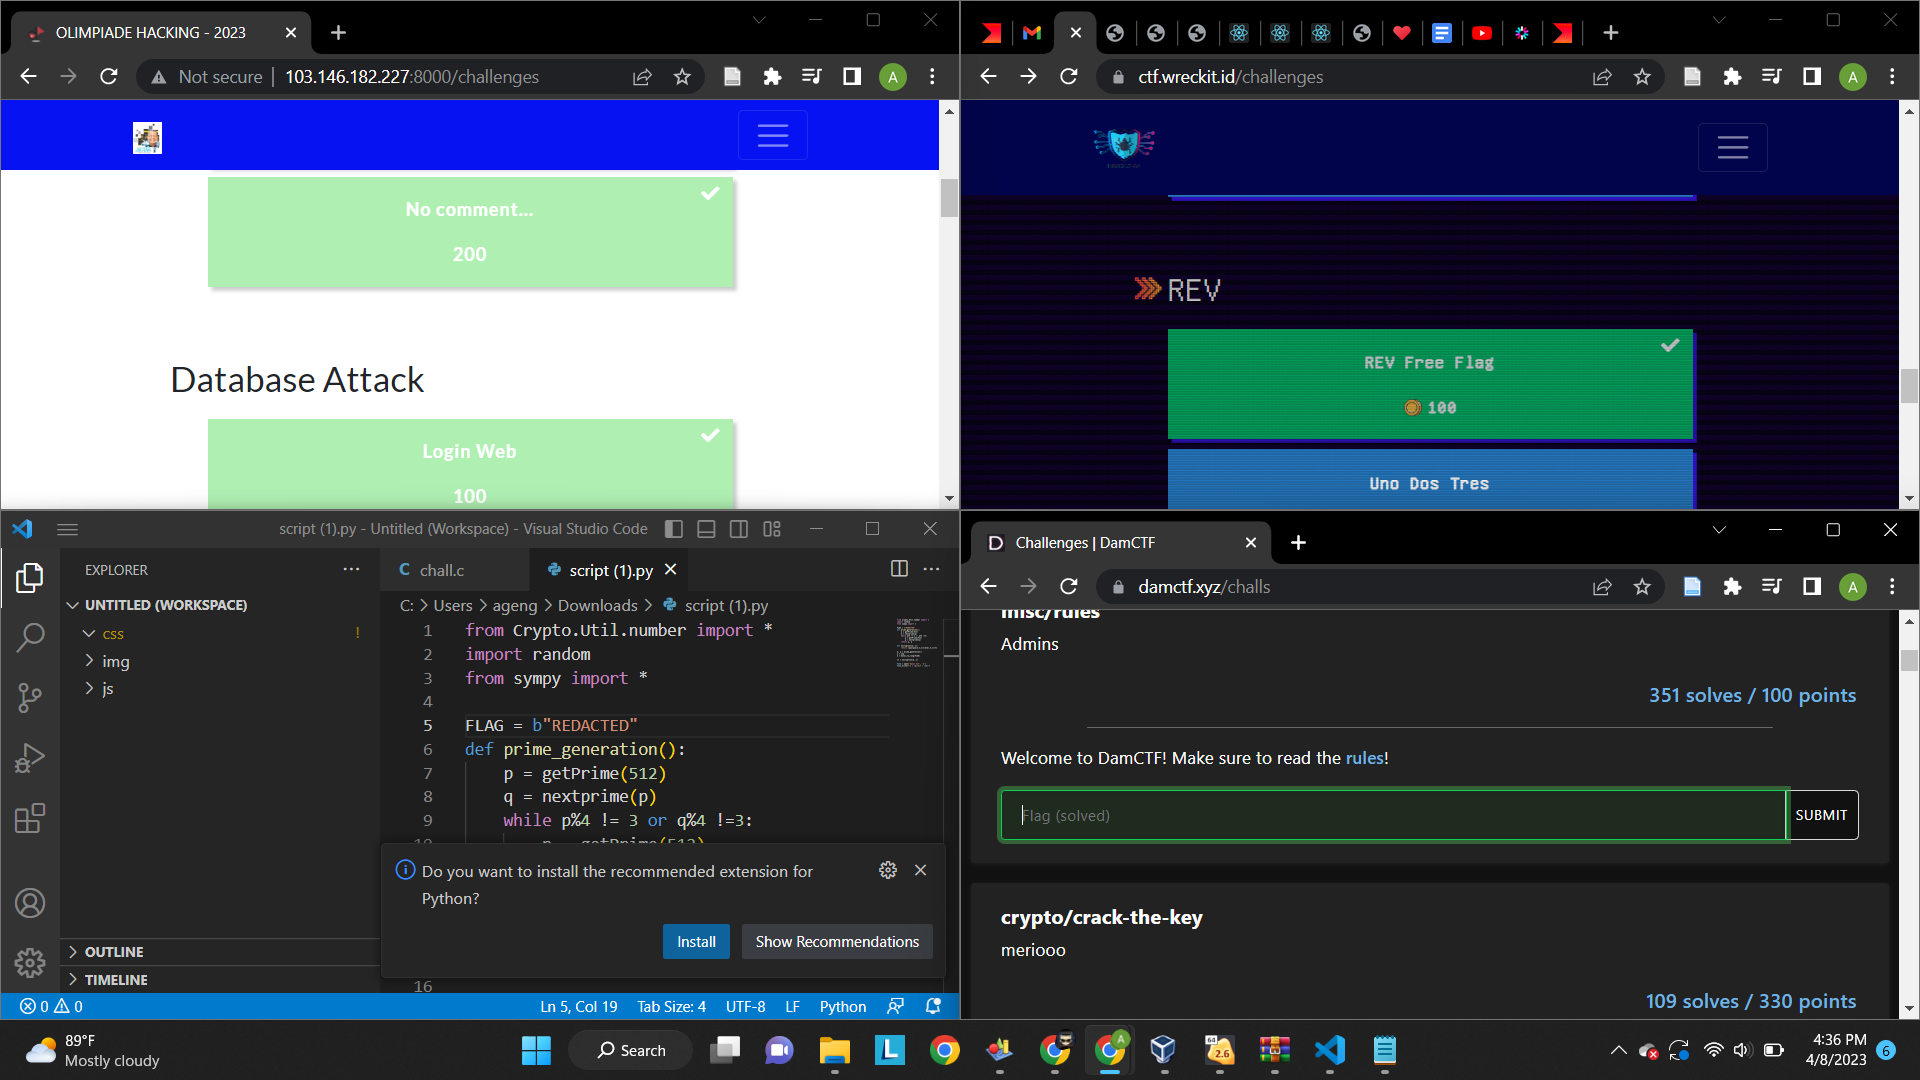 OLIMPIADE HACKING - 2023
Not secure
103.146.182.227:8000/challenges
A
No comment...
200
Database Attack
Login Web
100
ctf.wreckit.id/challenges
A
REV
REV Free Flag
100
Uno Dos Tres
script (1).py - Untitled (Workspace) - Visual Studio Code
EXPLORER
UNTITLED (WORKSPACE)
css
!
img
js
OUTLINE
TIMELINE
C chall.c
script (1).py
C: > Users > ageng > Downloads > script (1).py
1 from Crypto.Util.number import *
2 import random
3 from sympy import *
4
5 FLAG = b"REDACTED"
6 def prime_generation():
7 p = getPrime(512)
8 q = nextprime(p)
9 while p%4 != 3 or q%4 !=3:
Do you want to install the recommended extension for
Python?
Install
Show Recommendations
16
0 0
Ln 5, Col 19
Tab Size: 4
UTF-8
LF
Python
Challenges | DamCTF
damctf.xyz/challs
A
misc/rules
Admins
351 solves / 100 points
Welcome to DamCTF! Make sure to read the rules!
Flag (solved)
SUBMIT
crypto/crack-the-key
meriooo
109 solves / 330 points
89°F
Mostly cloudy
Search
4:36 PM
4/8/2023
6